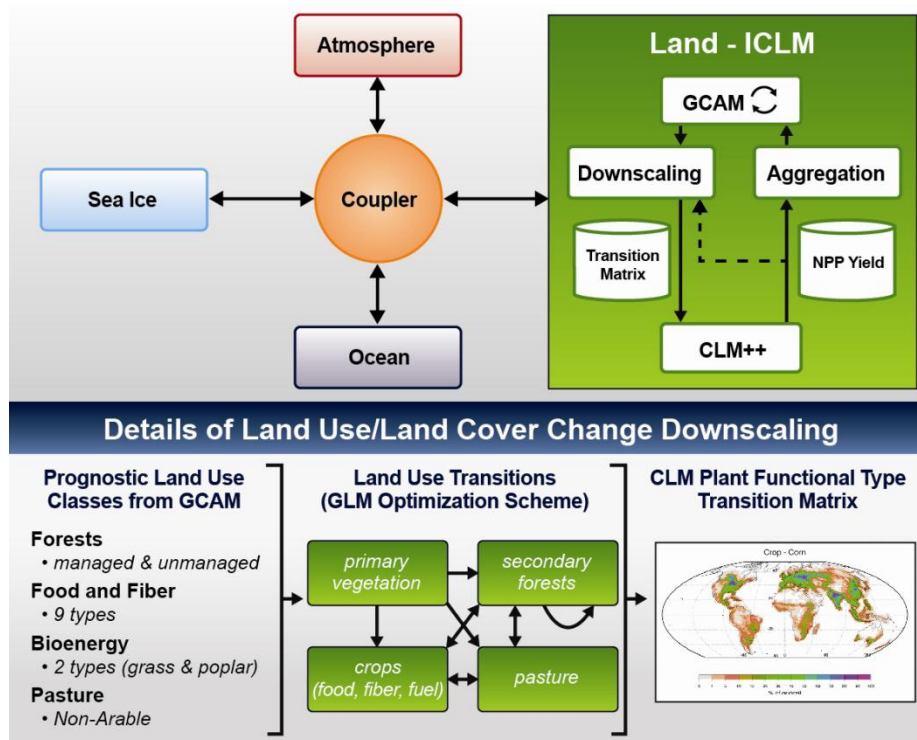 Atmosphere
Sea Ice
Coupler
Ocean
Land - ICLM
GCAM
Downscaling
Aggregation
Transition
Matrix
NPP Yield
CLM++
Details of Land Use/Land Cover Change Downscaling
Prognostic Land Use
Classes from GCAM
Forests
• managed & unmanaged
Food and Fiber
• 9 types
Bioenergy
• 2 types (grass & poplar)
Pasture
• Non-Arable
Land Use Transitions
(GLM Optimization Scheme)
primary
vegetation
secondary
forests
crops
(food, fiber, fuel)
pasture
CLM Plant Functional Type
Transition Matrix
Crop - Corn